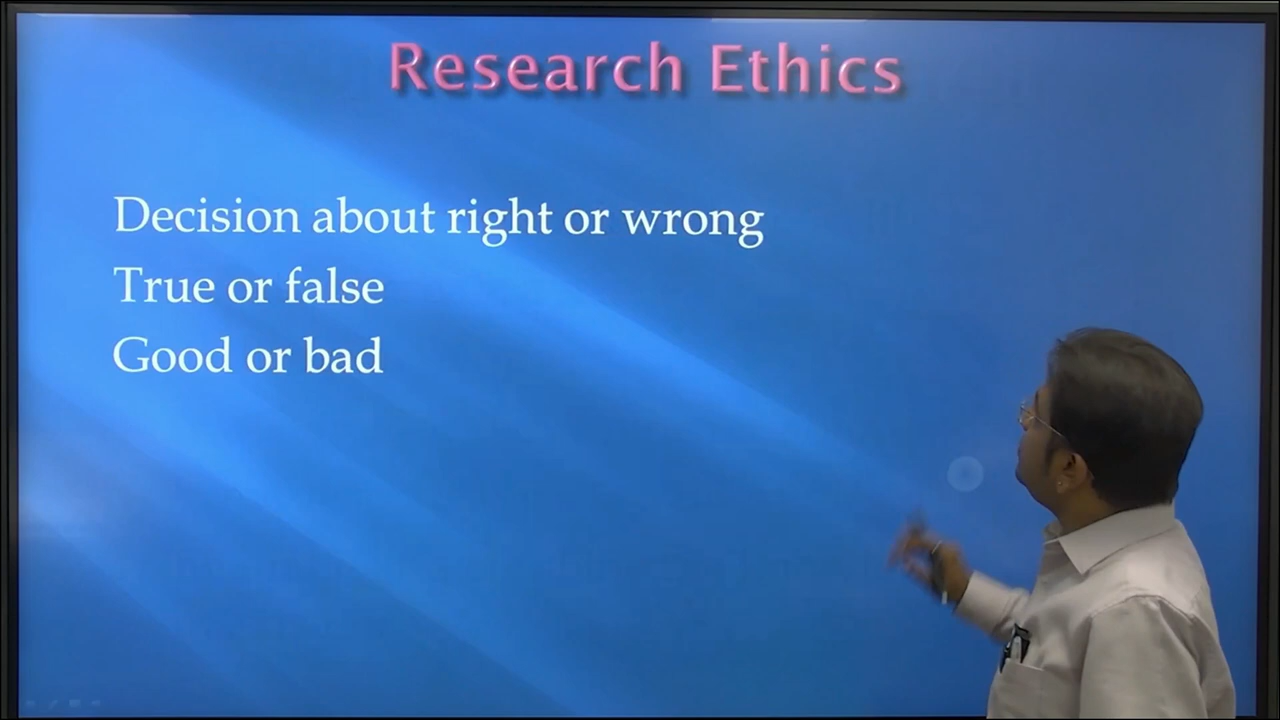 Research Ethics
Decision about right or wrong
True or false
Good or bad